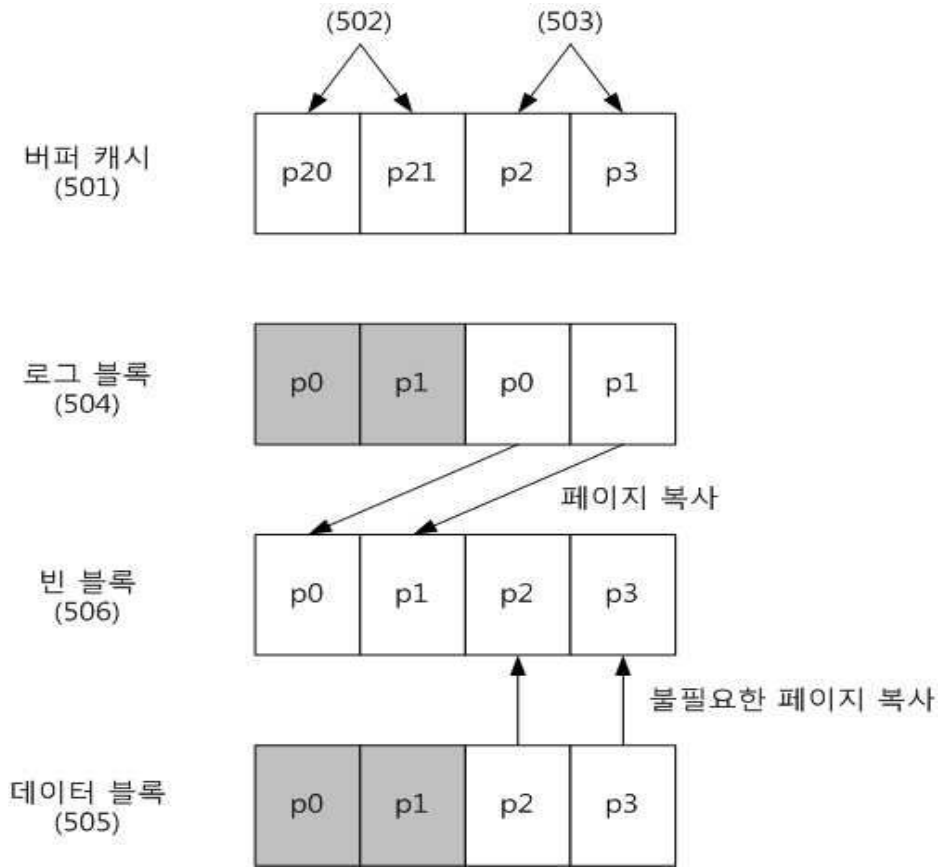 (502) (503)
버퍼 캐시
(501)
p20 p21 p2 p3
로그 블록
(504)
p0 p1 p0 p1
페이지 복사
빈 블록
(506)
p0 p1 p2 p3
불필요한 페이지 복사
데이터 블록
(505)
p0 p1 p2 p3